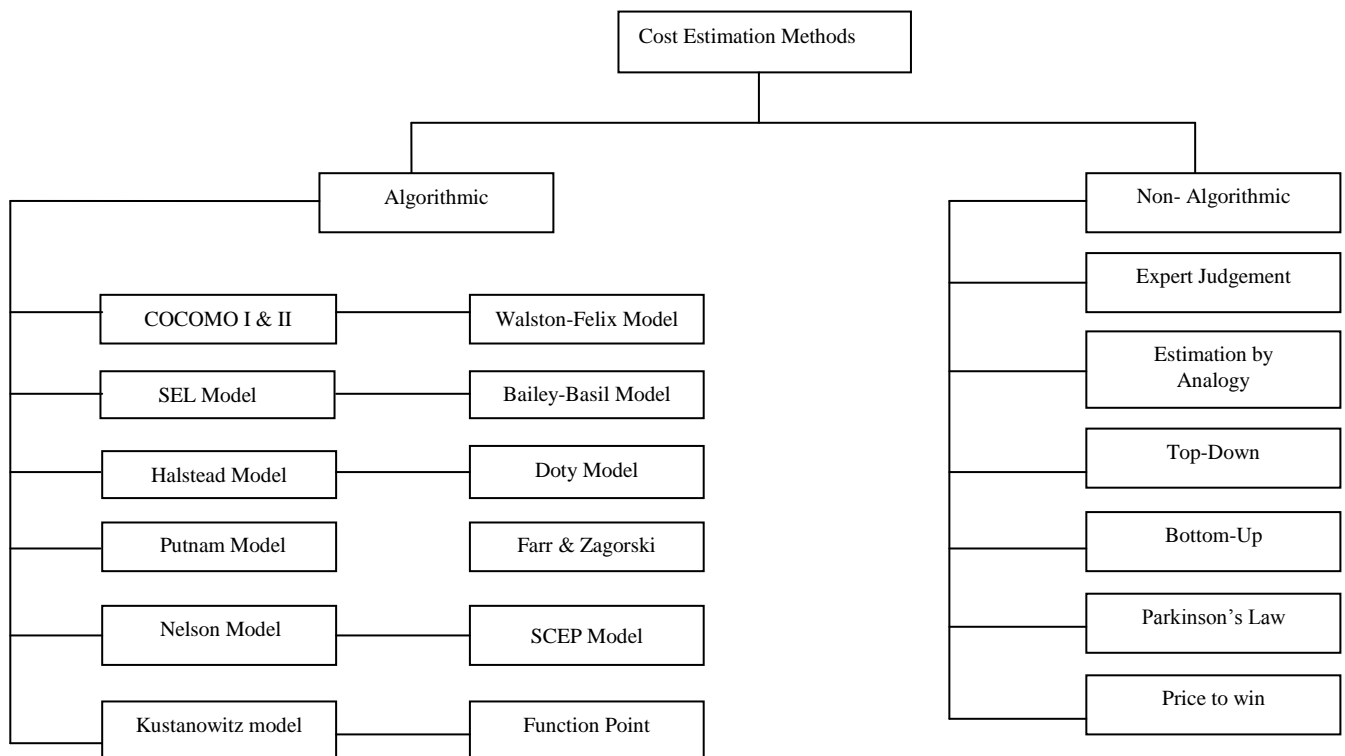 Cost Estimation Methods
Algorithmic
Non- Algorithmic
COCOMO I & II
Walston-Felix Model
SEL Model
Bailey-Basil Model
Halstead Model
Doty Model
Putnam Model
Farr & Zagorski
Nelson Model
SCEP Model
Kustanowitz model
Function Point
Expert Judgement
Estimation by
Analogy
Top-Down
Bottom-Up
Parkinson’s Law
Price to win